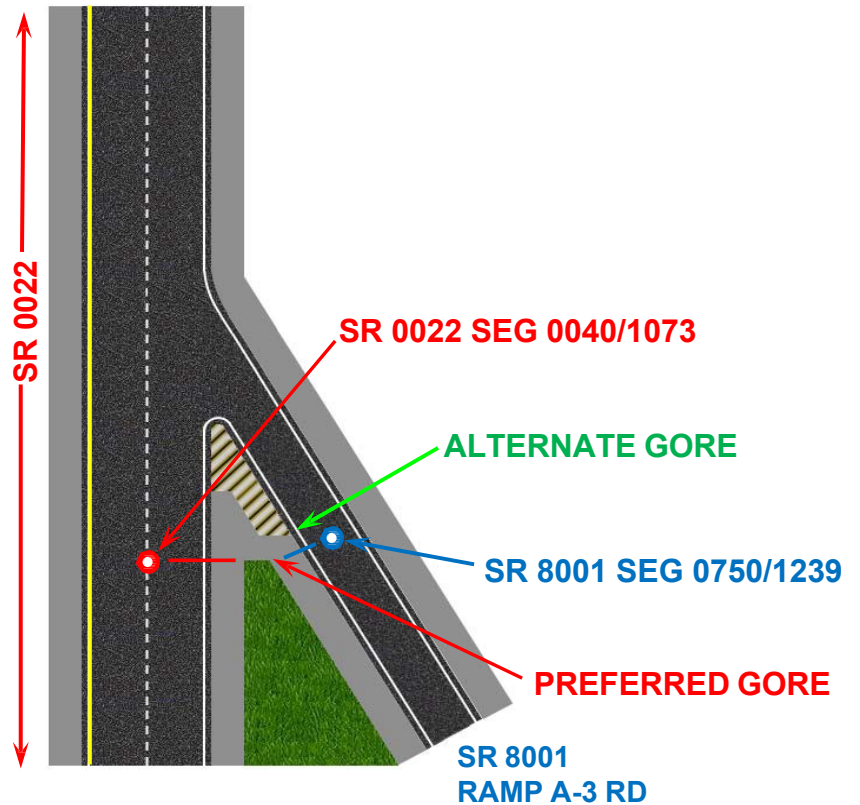 SR 0022
SR 0022 SEG 0040/1073
ALTERNATE GORE
SR 8001 SEG 0750/1239
PREFERRED GORE
SR 8001
RAMP A-3 RD